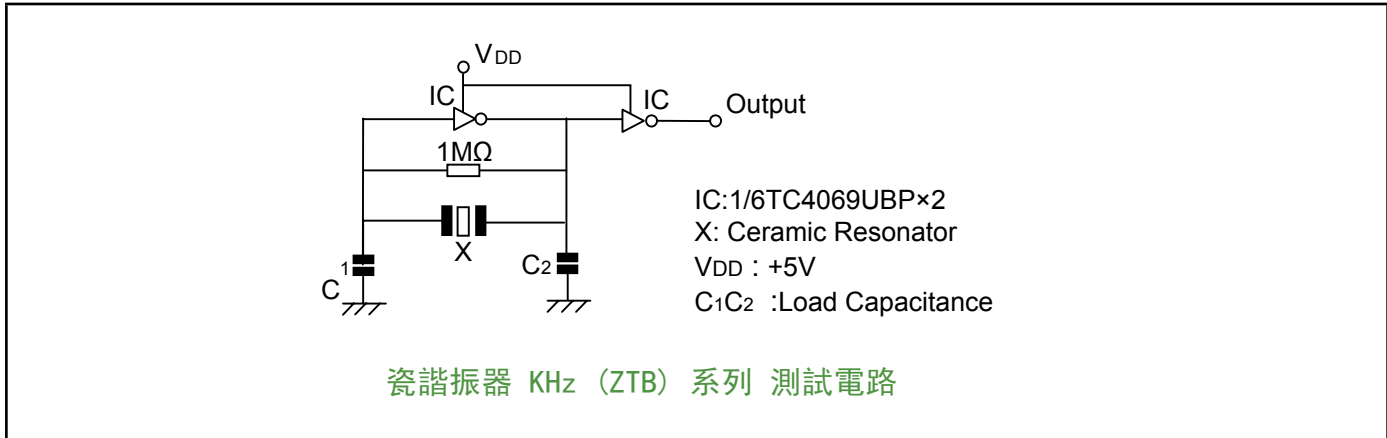 VDD
IC
IC
Output
1MΩ
X
C1
C2
IC:1/6TC4069UBP×2
X: Ceramic Resonator
VDD : +5V
C1C2 :Load Capacitance
瓷諧振器 KHz (ZTB) 系列 測試電路